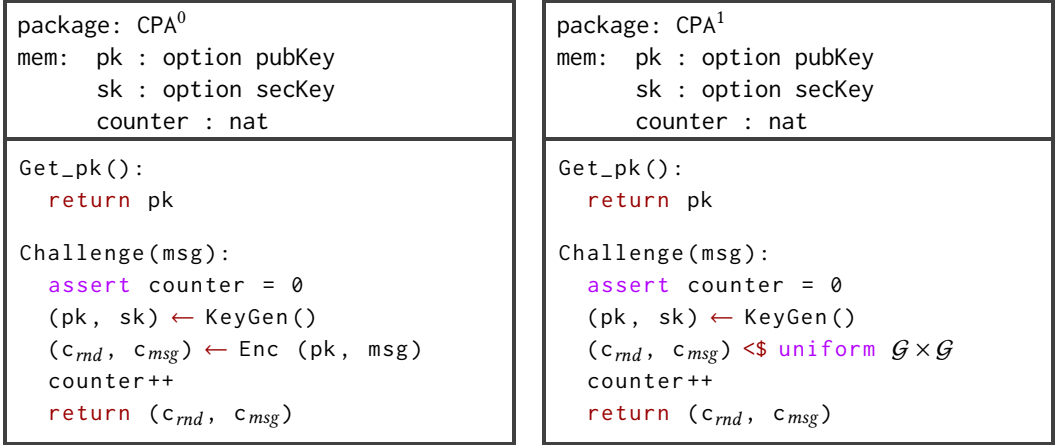 package: CPA⁰
mem: pk : option pubKey
sk : option secKey
counter : nat
Get_pk():
return pk
Challenge(msg):
assert counter = 0
(pk, sk) ← KeyGen()
(c_rnd, c_msg) ← Enc (pk, msg)
counter++
return (c_rnd, c_msg)
package: CPA¹
mem: pk : option pubKey
sk : option secKey
counter : nat
Get_pk():
return pk
Challenge(msg):
assert counter = 0
(pk, sk) ← KeyGen()
(c_rnd, c_msg) <$ uniform 𝒢×𝒢
counter++
return (c_rnd, c_msg)